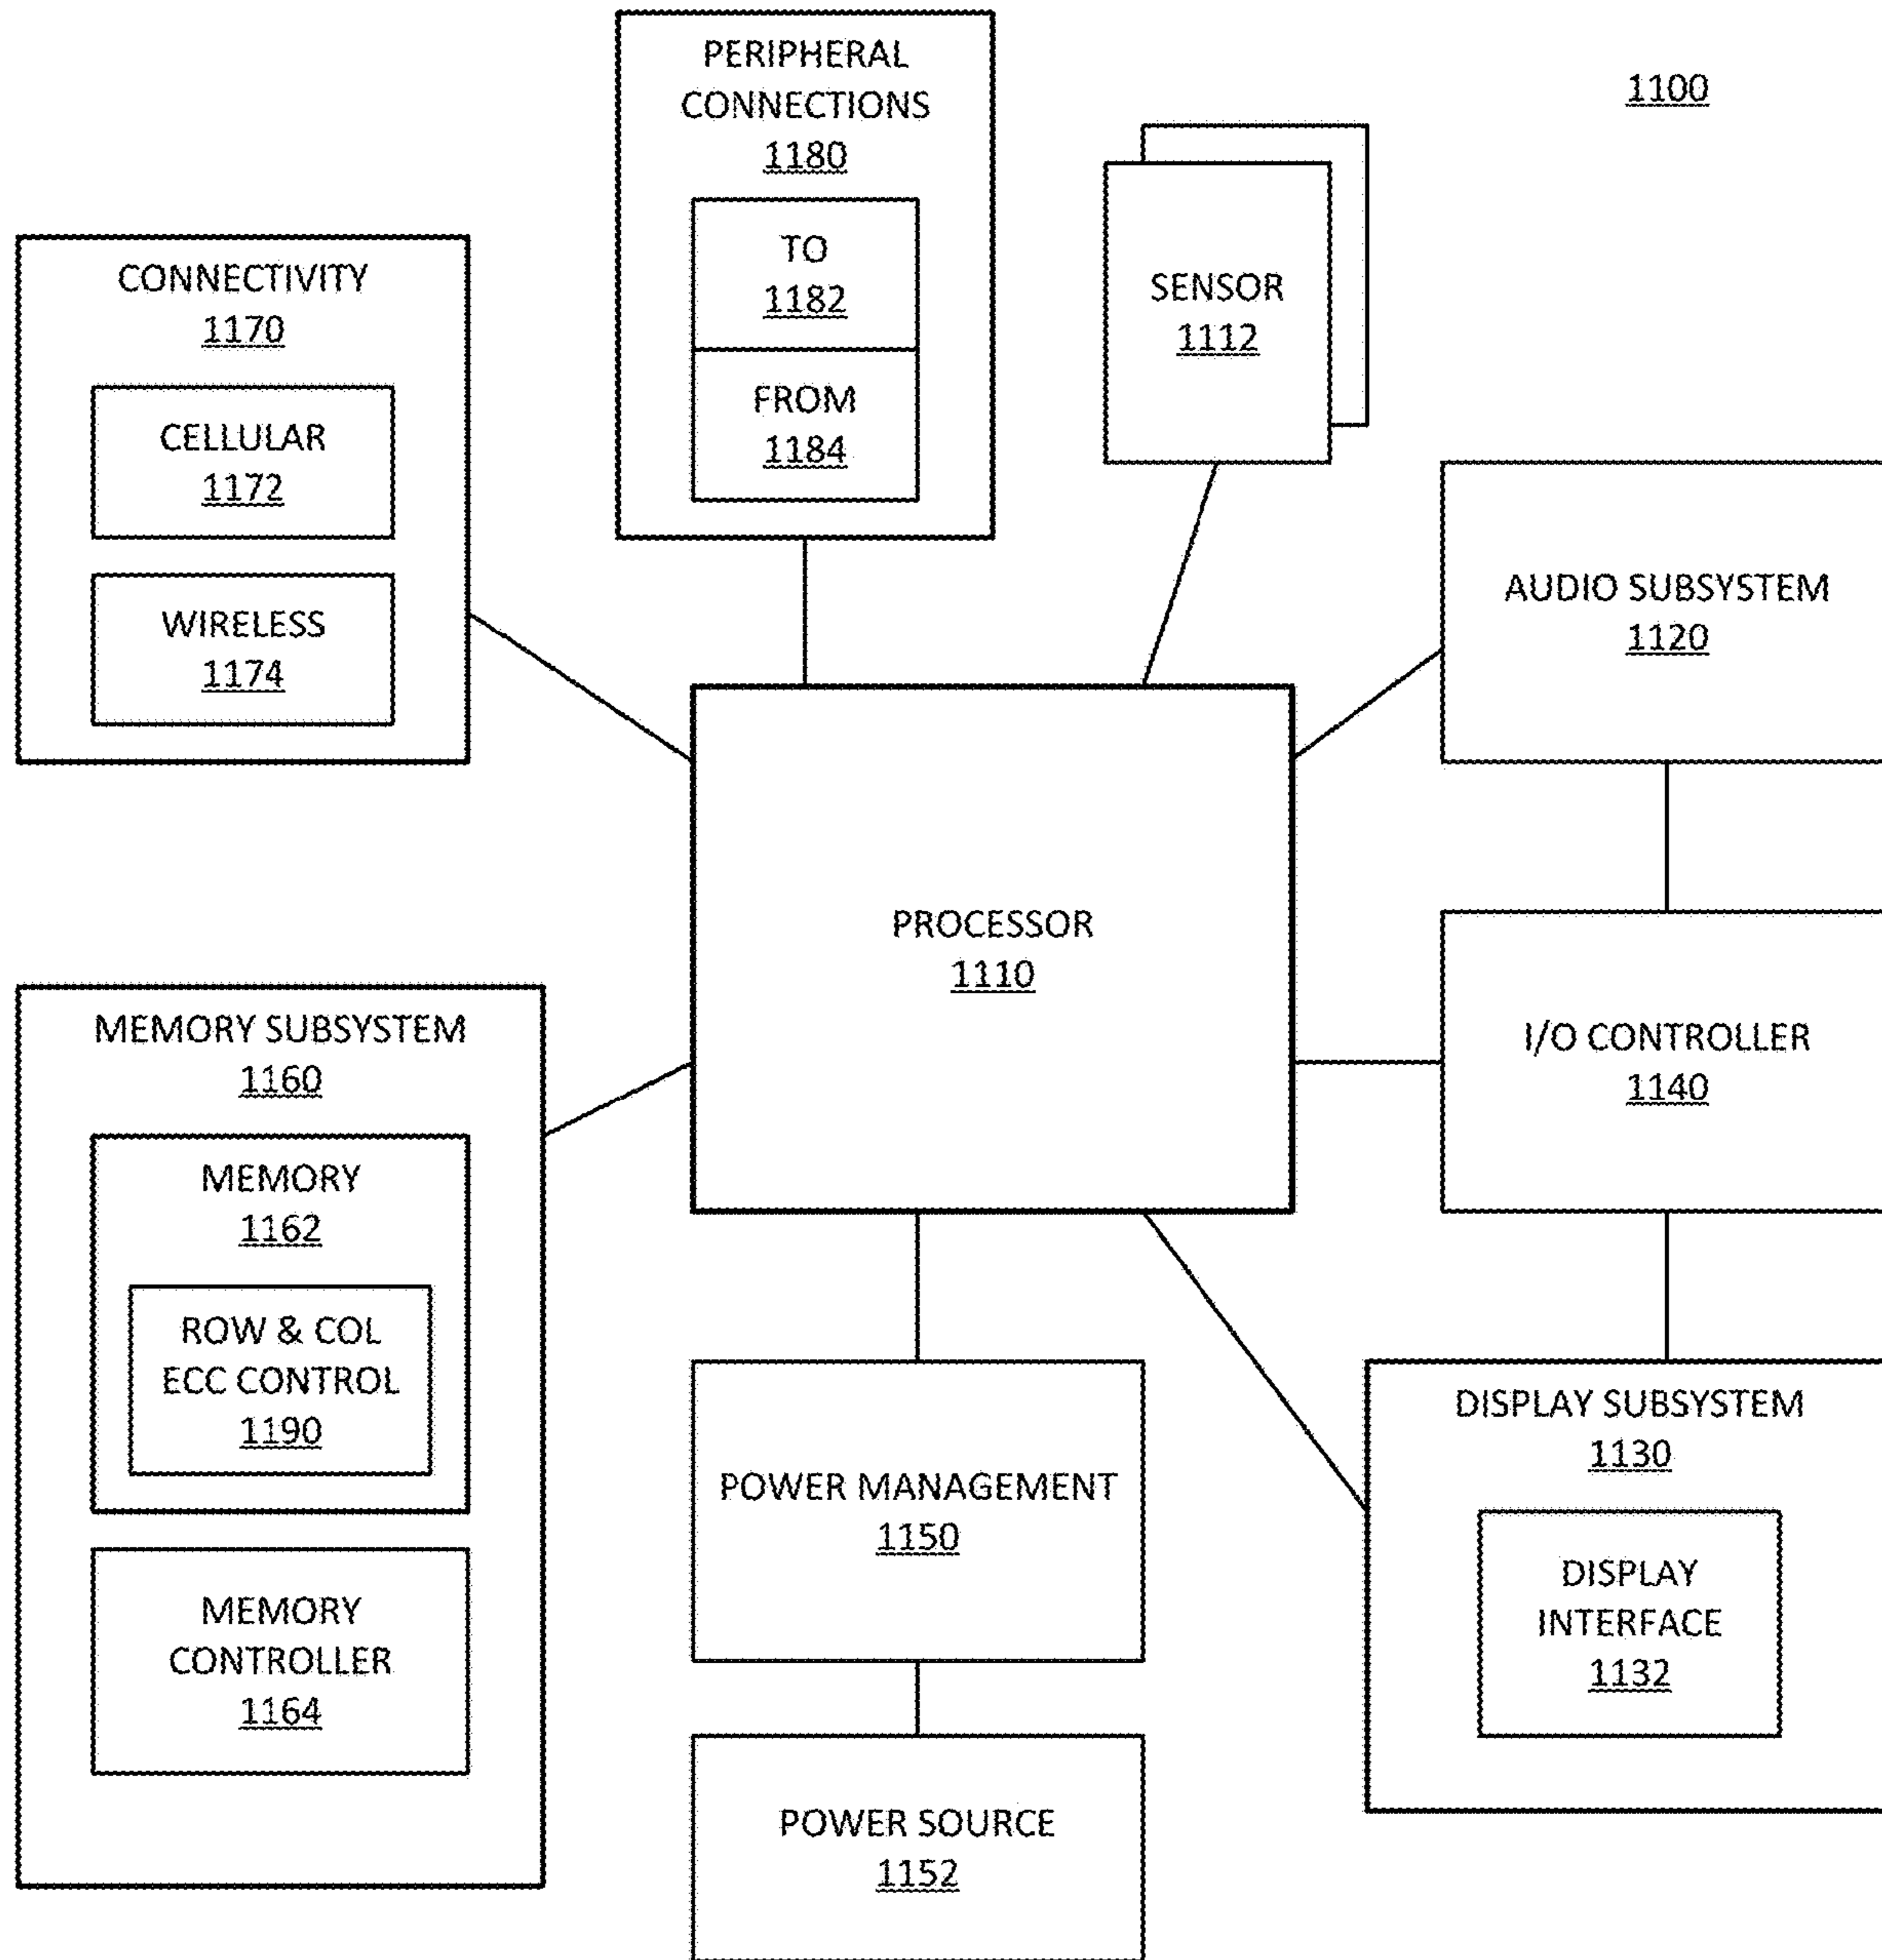 1100
PERIPHERAL
CONNECTIONS
1180
TO
1182
FROM
1184
SENSOR
1112
CONNECTIVITY
1170
CELLULAR
1172
WIRELESS
1174
AUDIO SUBSYSTEM
1120
PROCESSOR
1110
I/O CONTROLLER
1140
MEMORY SUBSYSTEM
1160
MEMORY
1162
ROW & COL
ECC CONTROL
1190
MEMORY
CONTROLLER
1164
POWER MANAGEMENT
1150
POWER SOURCE
1152
DISPLAY SUBSYSTEM
1130
DISPLAY
INTERFACE
1132